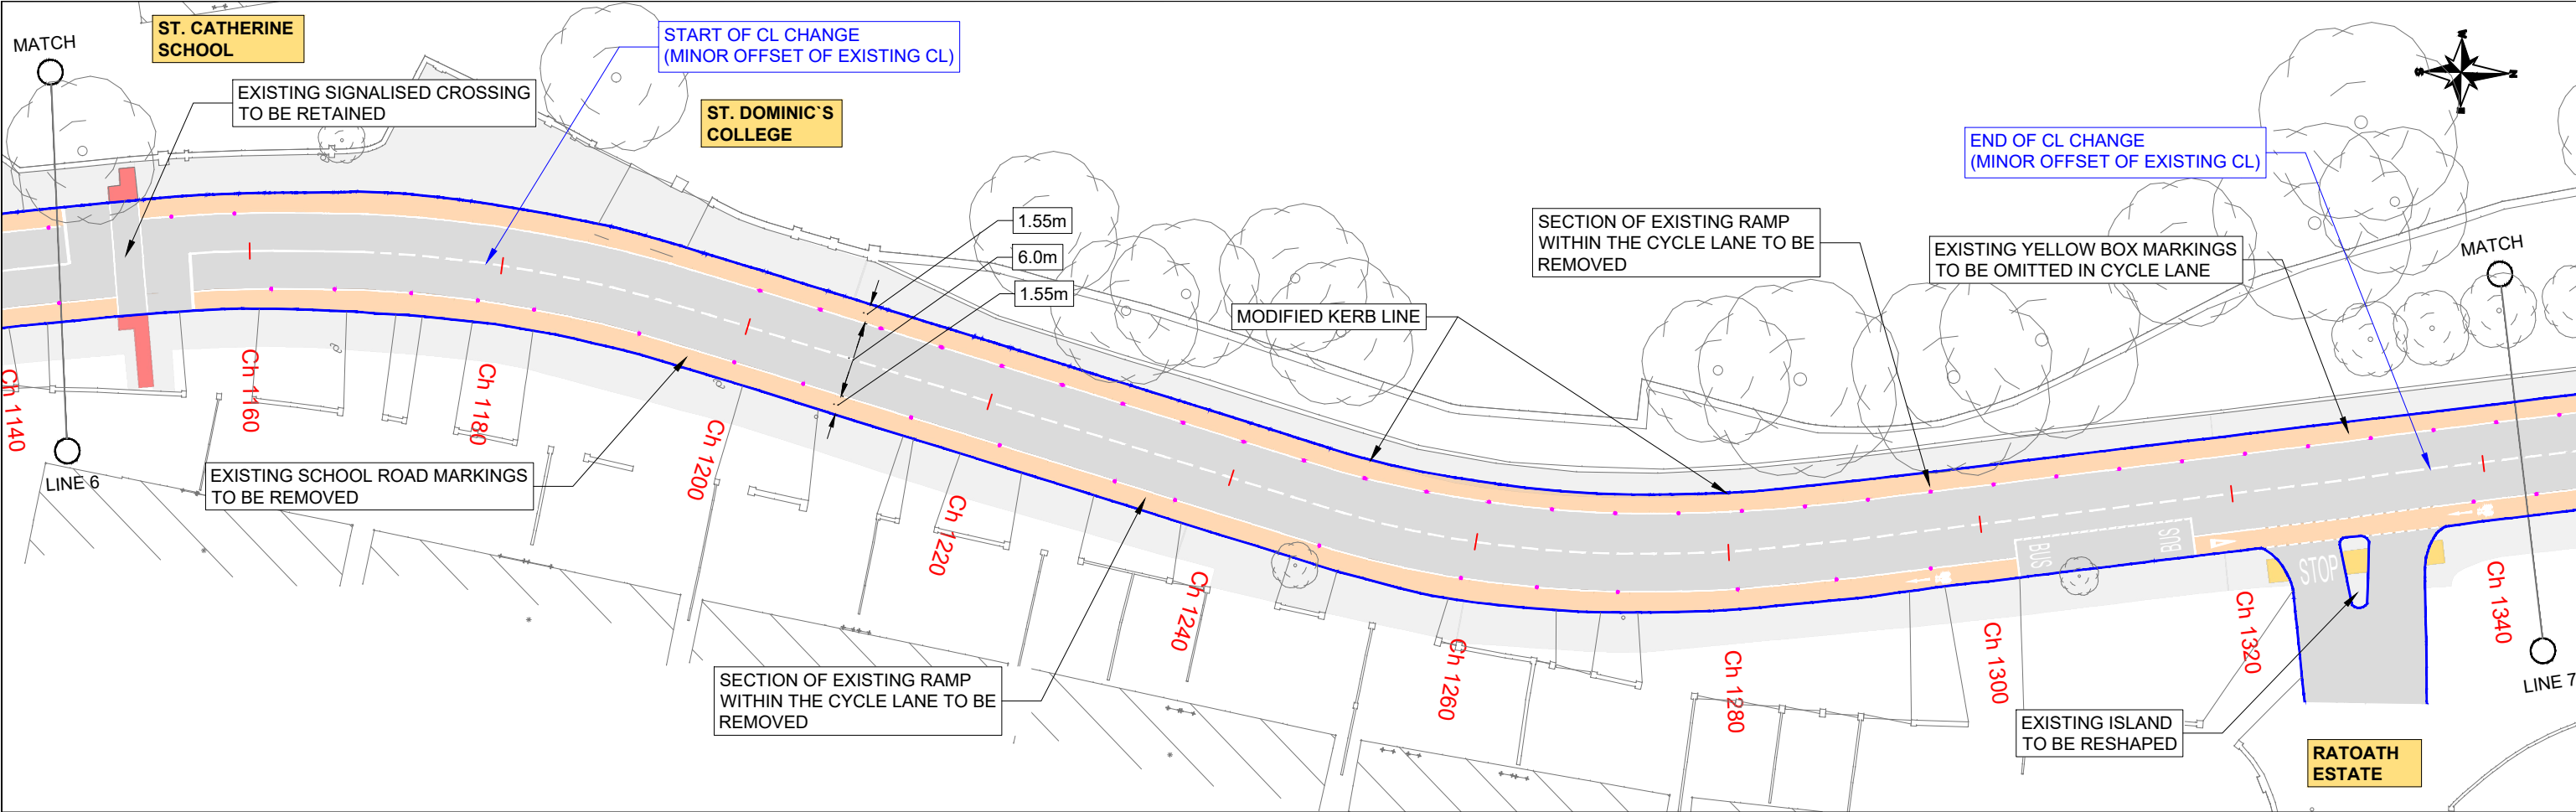 MATCH
LINE 6
ST. CATHERINE
SCHOOL
EXISTING SIGNALISED CROSSING
TO BE RETAINED
START OF CL CHANGE
(MINOR OFFSET OF EXISTING CL)
ST. DOMINIC`S
COLLEGE
1.55m
6.0m
1.55m
MODIFIED KERB LINE
SECTION OF EXISTING RAMP
WITHIN THE CYCLE LANE TO BE
REMOVED
END OF CL CHANGE
(MINOR OFFSET OF EXISTING CL)
EXISTING YELLOW BOX MARKINGS
TO BE OMITTED IN CYCLE LANE
MATCH
LINE 7
N
E
S
W
Ch 1140
Ch 1160
Ch 1180
Ch 1200
Ch 1220
Ch 1240
Ch 1260
Ch 1280
Ch 1300
Ch 1320
Ch 1340
EXISTING SCHOOL ROAD MARKINGS
TO BE REMOVED
SECTION OF EXISTING RAMP
WITHIN THE CYCLE LANE TO BE
REMOVED
BUS
BUS
STOP
EXISTING ISLAND
TO BE RESHAPED
RATOATH
ESTATE